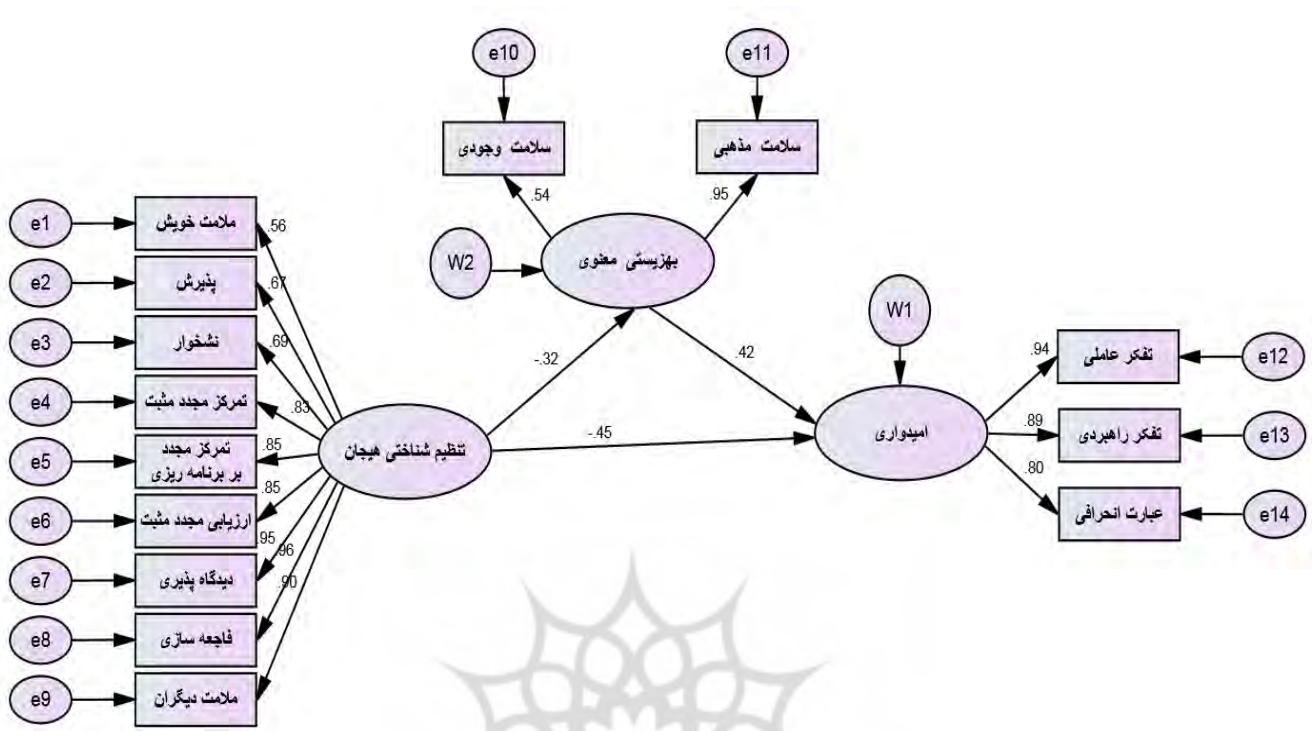 e10
e11
سلامت وجودی
سلامت مذهبی
.54
.95
W2
بهزیستی معنوی
e1
ملامت خویش
.56
e2
پذیرش
.67
e3
نشخوار
.69
e4
تمرکز مجدد مثبت
.83
e5
تمرکز مجدد
بر برنامه ریزی
.85
e6
ارزیابی مجدد مثبت
.85
e7
دیدگاه پذیری
.95
e8
فاجعه سازی
.96
e9
ملامت دیگران
.90
تنظیم شناختی هیجان
-.32
-.45
.42
W1
امیدواری
.94
تفکر عاملی
e12
.89
تفکر راهبردی
e13
.80
عبارت انحرافی
e14